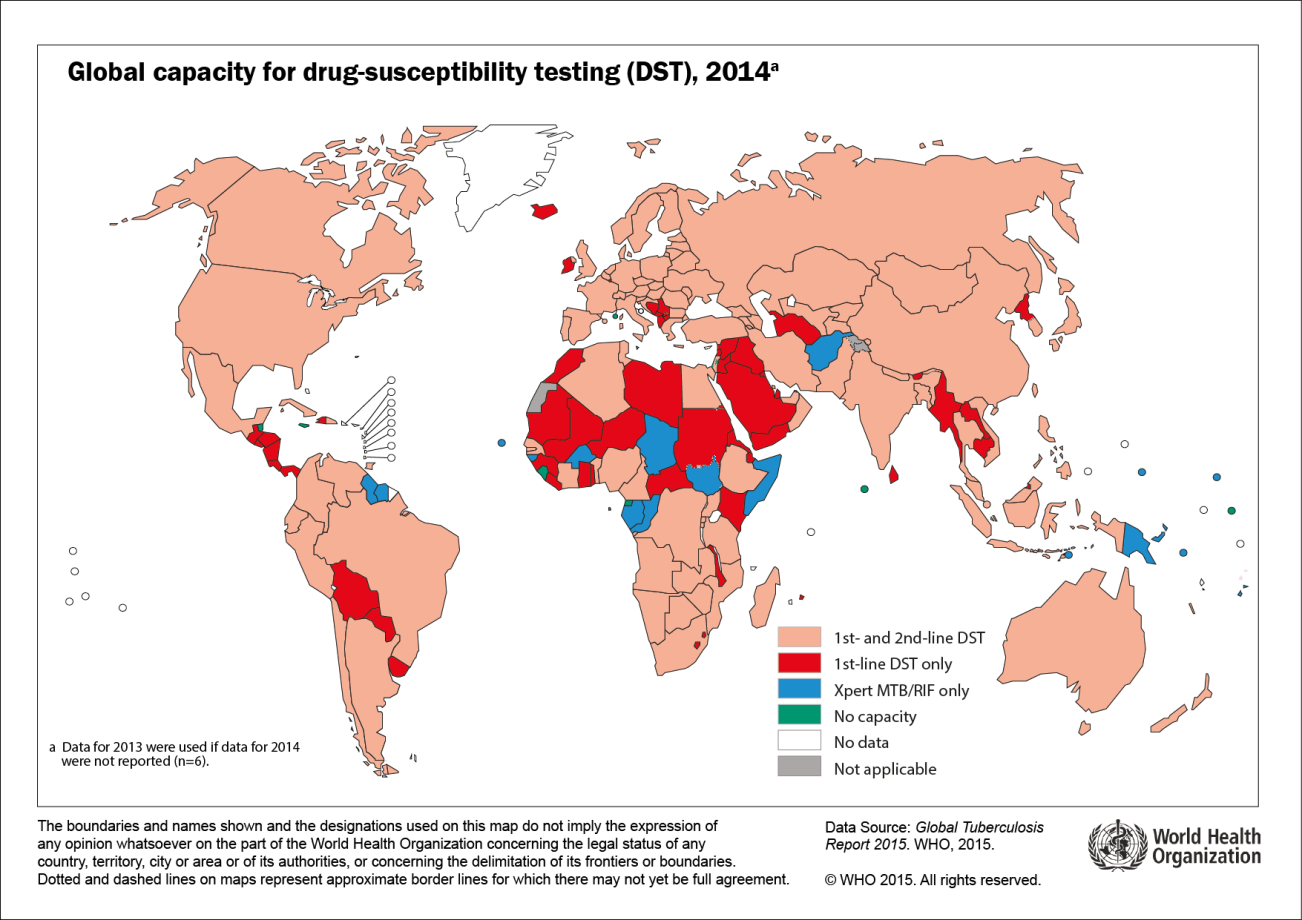 Global capacity for drug-susceptibility testing (DST), 2014a
1st- and 2nd-line DST
1st-line DST only
Xpert MTB/RIF only
No capacity
No data
Not applicable
a Data for 2013 were used if data for 2014
were not reported (n=6).
The boundaries and names shown and the designations used on this map do not imply the expression of
any opinion whatsoever on the part of the World Health Organization concerning the legal status of any
country, territory, city or area or of its authorities, or concerning the delimitation of its frontiers or boundaries.
Dotted and dashed lines on maps represent approximate border lines for which there may not yet be full agreement.
Data Source: Global Tuberculosis
Report 2015. WHO, 2015.
© WHO 2015. All rights reserved.
World Health
Organization